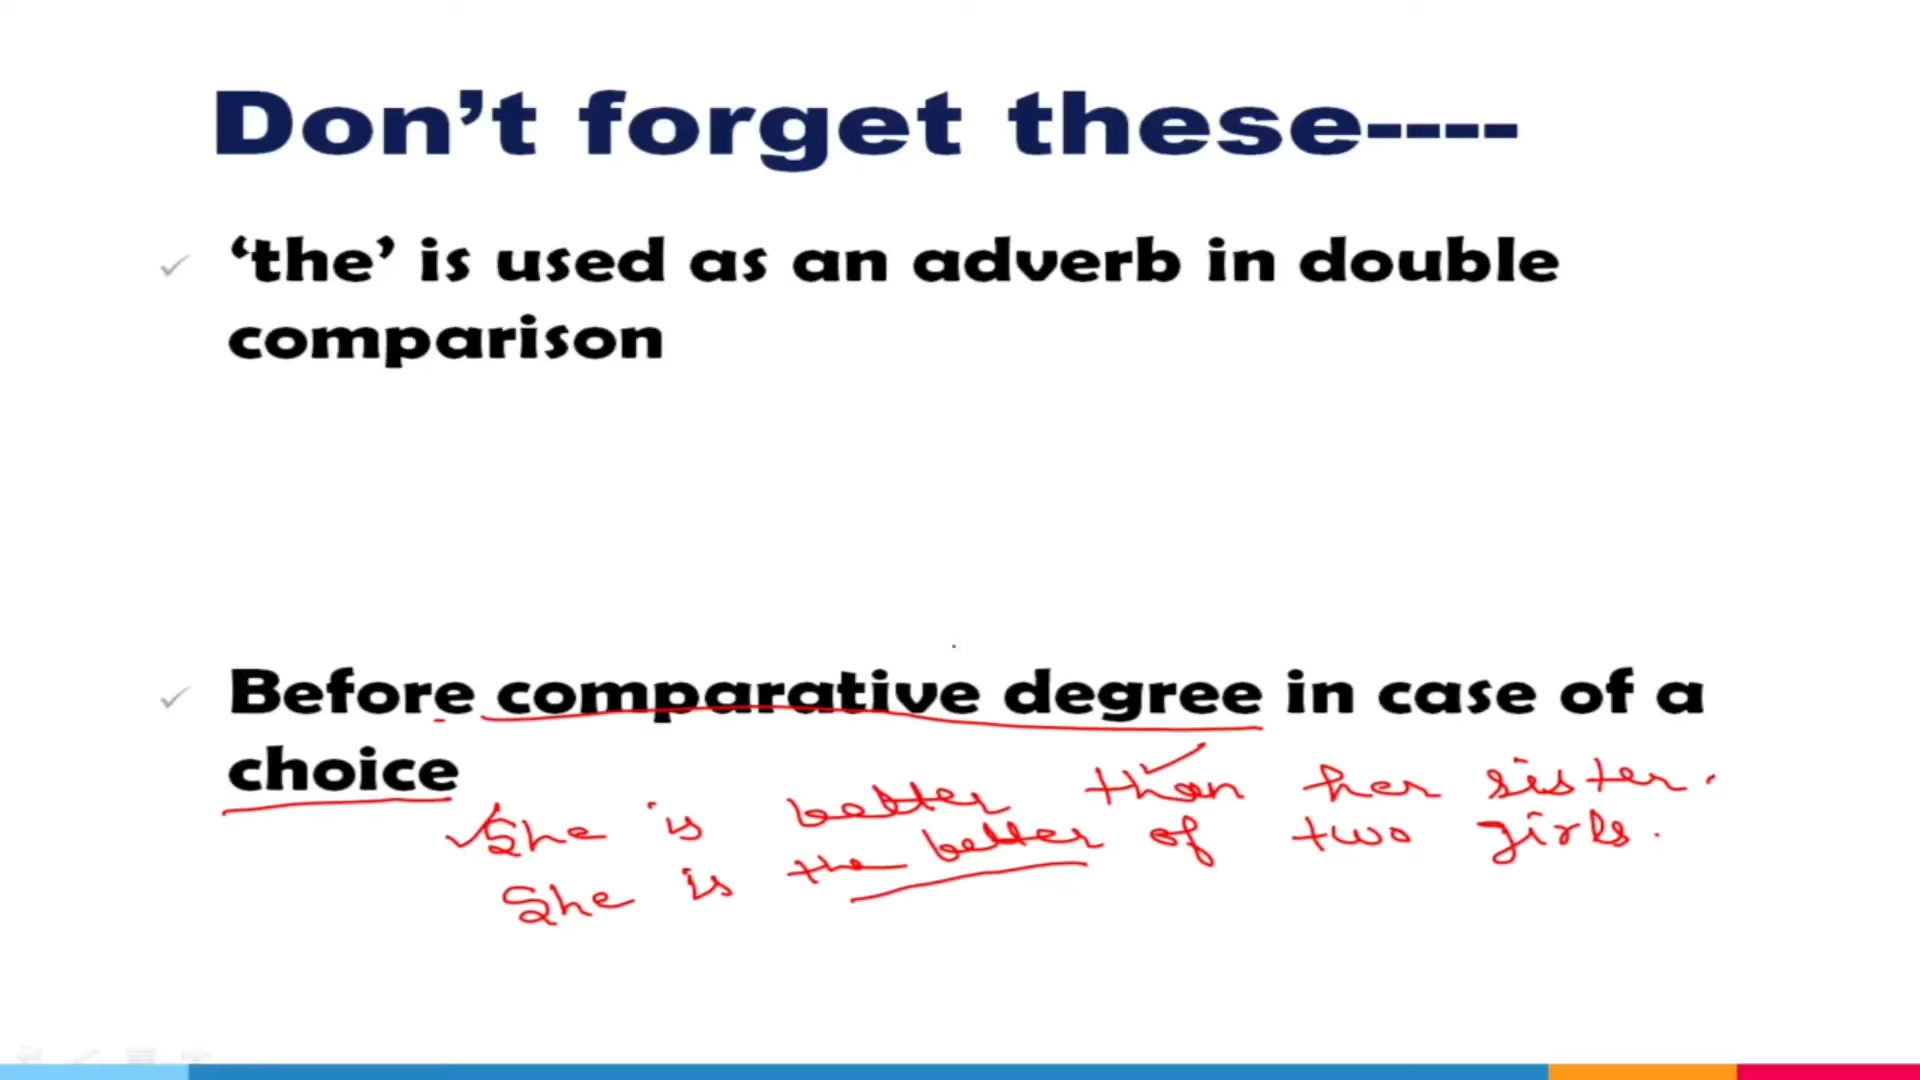 Don’t forget these----
‘the’ is used as an adverb in double
comparison
Before comparative degree in case of a
choice
She is better than her sister.
She is the better of two girls.